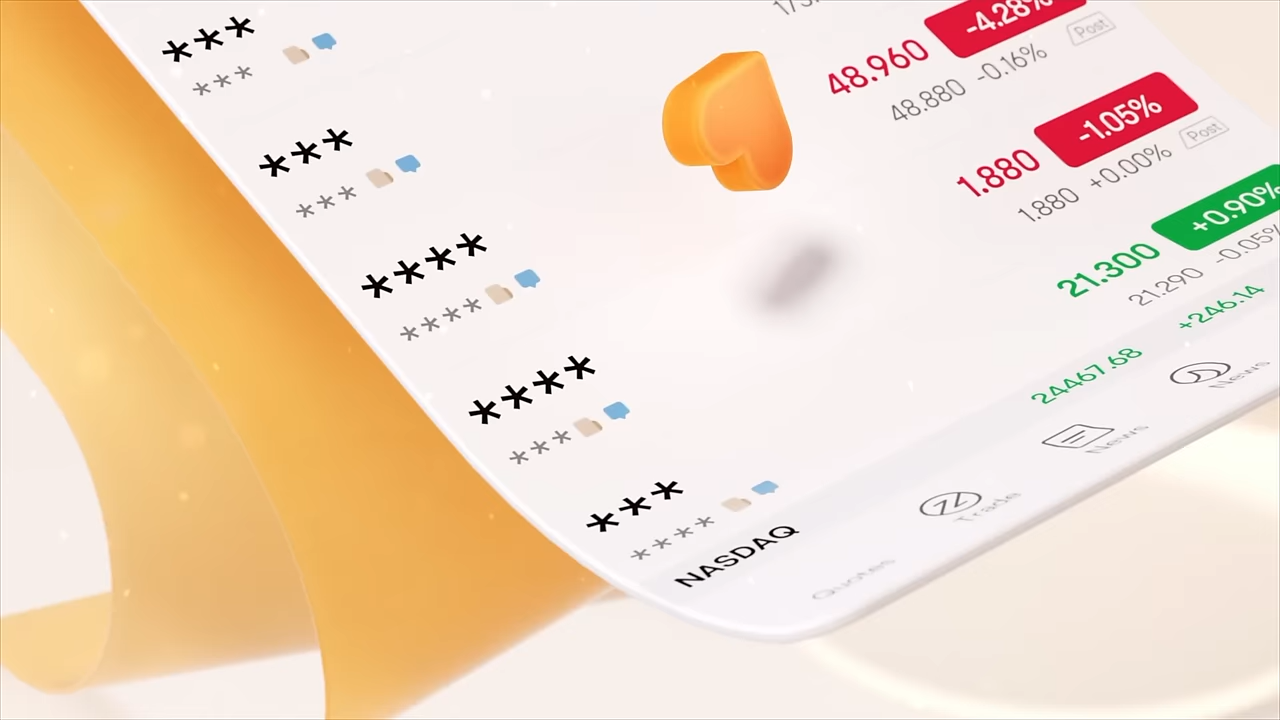 ***
-4.28%
***
48.960
48.880 -0.16% Post
***
-1.05%
***
1.880
1.880 +0.00% Post
****
+0.90%
****
21.300
21.290 -0.05%
****
***
***
****
NASDAQ 24467.68 +246.14
Quotes
Trade
News
News